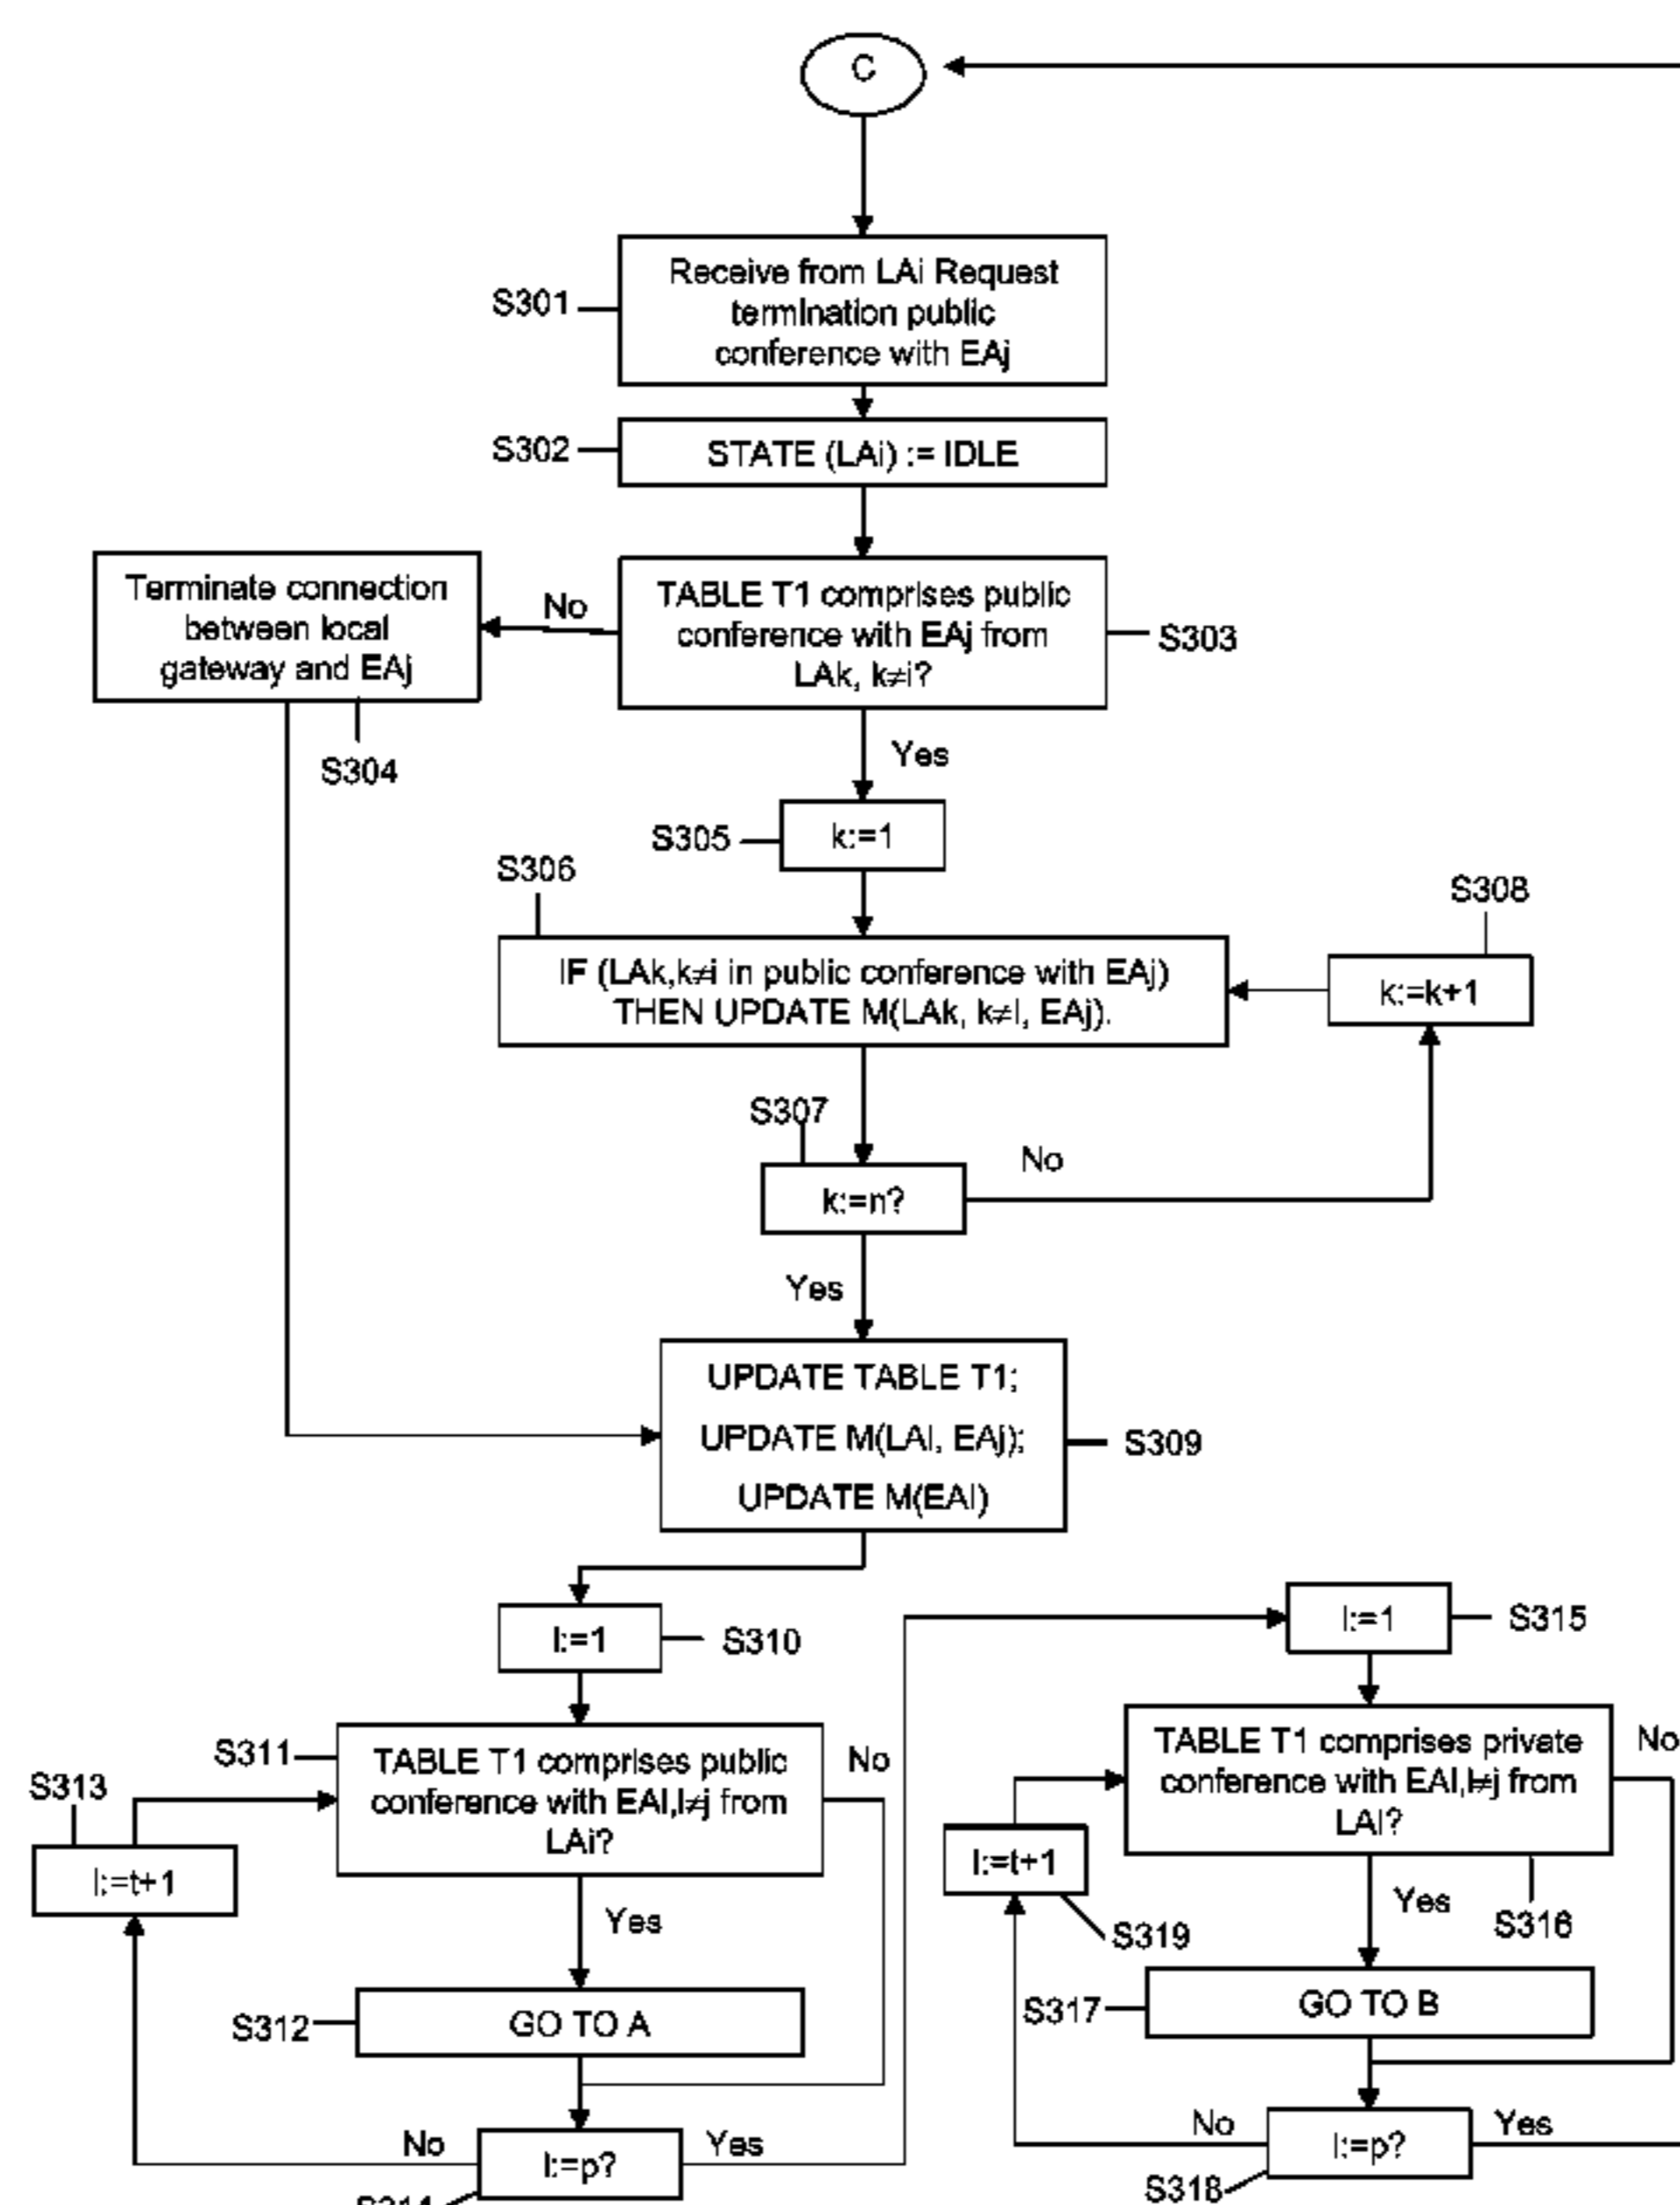 C
S301
Receive from LAi Request
termination public
conference with EAj
S302
STATE (LAi) := IDLE
Terminate connection
between local
gateway and EAj
No
TABLE T1 comprises public
conference with EAj from
LAk, k≠i?
S303
S304
Yes
S305
k:=1
S306
S308
IF (LAk,k≠i in public conference with EAj)
THEN UPDATE M(LAk, k≠I, EAj).
k:=k+1
S307
No
k:=n?
Yes
UPDATE TABLE T1;
UPDATE M(LAI, EAj);
UPDATE M(EAI)
S309
l:=1
S310
l:=1
S315
S311
TABLE T1 comprises public
conference with EAl,l≠j from
LAi?
No
S313
l:=t+1
Yes
S312
GO TO A
No
l:=p?
Yes
S314
TABLE T1 comprises private
conference with EAl,l≠j from
LAI?
No
l:=t+1
Yes
S316
S319
S317
GO TO B
No
l:=p?
Yes
S318